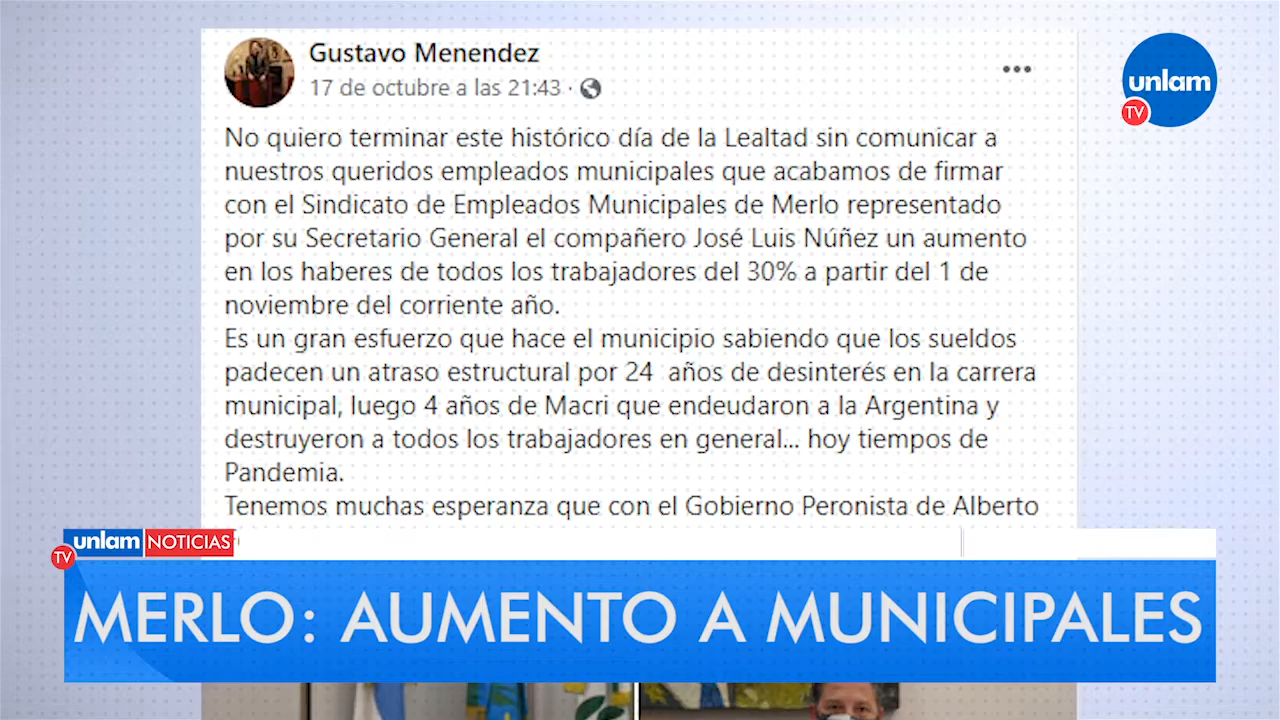 Gustavo Menendez
17 de octubre a las 21:43 ·
unlam
TV
No quiero terminar este histórico día de la Lealtad sin comunicar a
nuestros queridos empleados municipales que acabamos de firmar
con el Sindicato de Empleados Municipales de Merlo representado
por su Secretario General el compañero José Luis Núñez un aumento
en los haberes de todos los trabajadores del 30% a partir del 1 de
noviembre del corriente año.
Es un gran esfuerzo que hace el municipio sabiendo que los sueldos
padecen un atraso estructural por 24 años de desinterés en la carrera
municipal, luego 4 años de Macri que endeudaron a la Argentina y
destruyeron a todos los trabajadores en general... hoy tiempos de
Pandemia.
Tenemos muchas esperanza que con el Gobierno Peronista de Alberto
unlam NOTICIAS
TV
MERLO: AUMENTO A MUNICIPALES